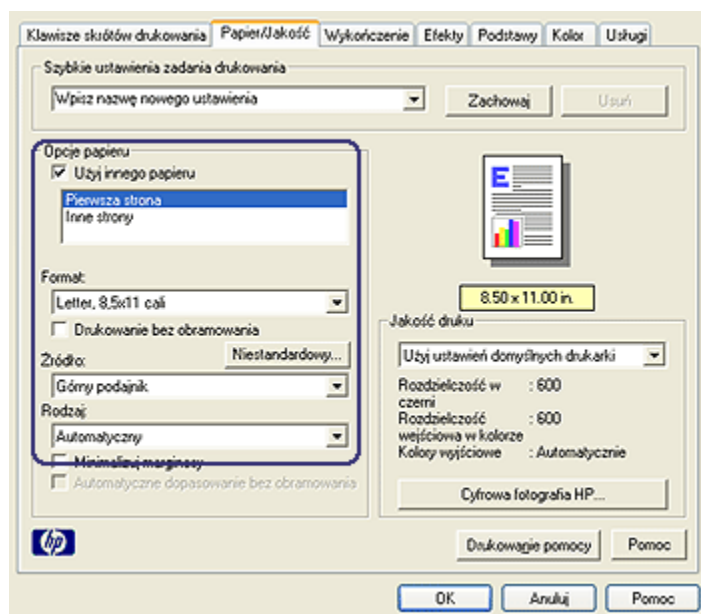 Klawisze skrótów drukowania Papier/Jakość Wykończenie Efekty Podstawy Kolor Usługi
Szybkie ustawienia zadania drukowania
Wpisz nazwę nowego ustawienia Zachowaj Usuń
Opcje papieru
Użyj innego papieru
Pierwsza strona
Inne strony
Format:
Letter, 8,5x11 cali
Drukowanie bez obramowania
Źródło: Niestandardowy...
Górny podajnik
Rodzaj:
Automatyczny
Minimalizuj marginesy
Automatyczne dopasowanie bez obramowania
E
8.50 x 11.00 in.
Jakość druku
Użyj ustawień domyślnych drukarki
Rozdzielczość w : 600
czerni
Rozdzielczość : 600
wejściowa w kolorze
Kolory wyjściowe : Automatycznie
Cyfrowa fotografia HP...
hp
Drukowanie pomocy Pomoc
OK Anuluj Pomoc